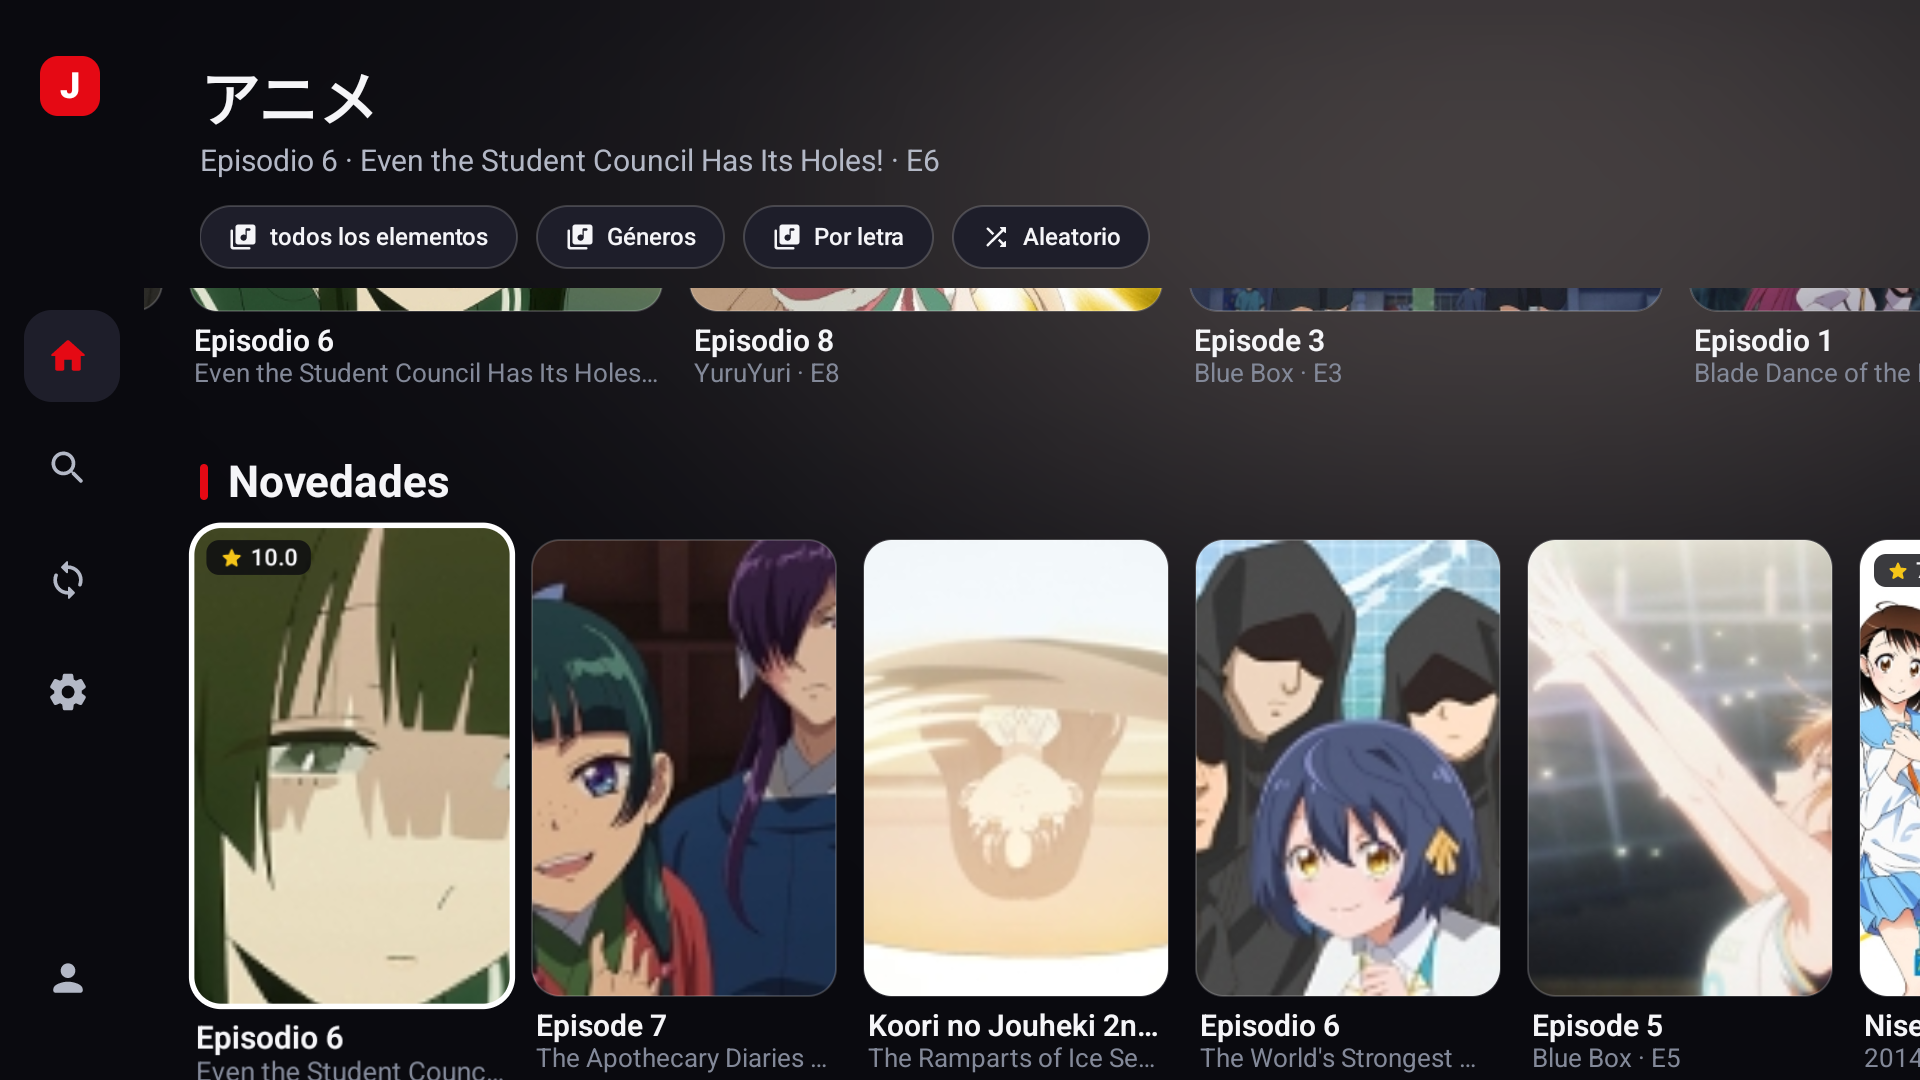 J
アニメ
Episodio 6 · Even the Student Council Has Its Holes! · E6
todos los elementos
Géneros
Por letra
Aleatorio
Episodio 6
Even the Student Council Has Its Holes...
Episodio 8
YuruYuri · E8
Episode 3
Blue Box · E3
Episodio 1
Blade Dance of the
Novedades
10.0
Episodio 6
Even the Student Counc...
Episode 7
The Apothecary Diaries ...
Koori no Jouheki 2n...
The Ramparts of Ice Se...
Episodio 6
The World's Strongest ...
Episode 5
Blue Box · E5
Nise
2014